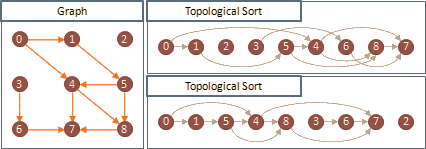 Graph
0 1 2
3 4 5
6 7 8
Topological Sort
0 1 2 3 5 4 6 8 7
Topological Sort
0 1 5 4 8 3 6 7 2